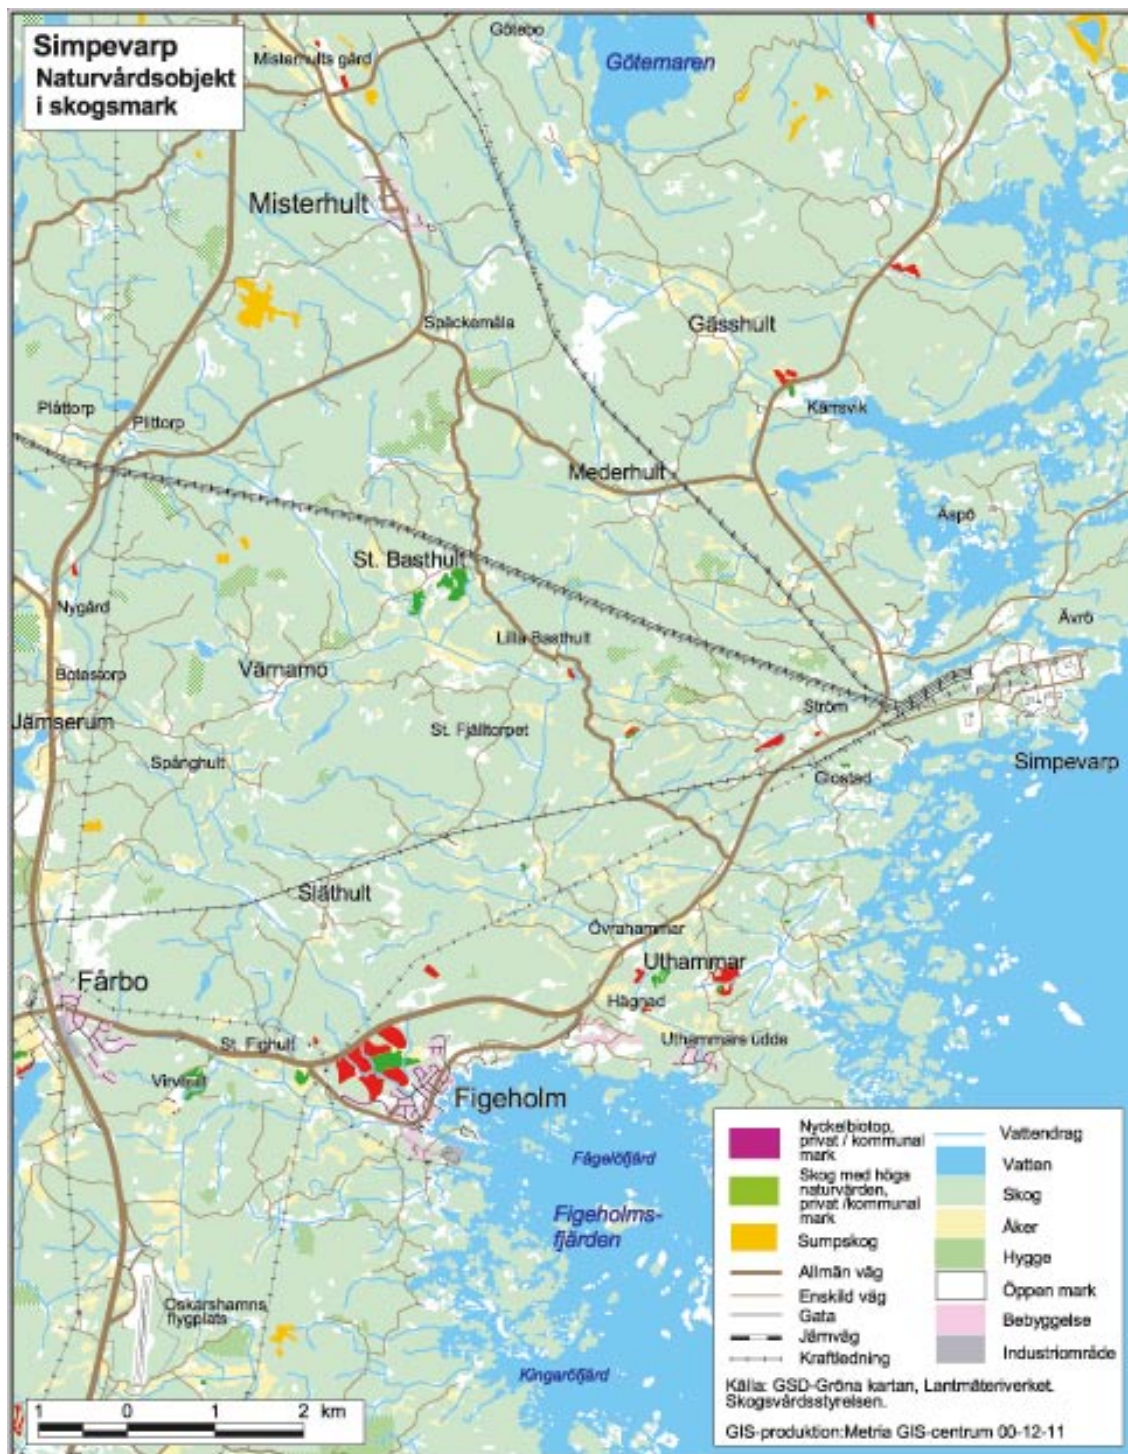 Simpevarp
Naturvårdsobjekt
i skogsmark
Götebo
Misterhults gård
Götemaren
Misterhult
Späckemåla
Gässhult
Plåttorp
Plittorp
Kärrsvik
Mederhult
Äspö
St. Basthult
Nygård
Lilla Basthult
Ävrö
Värnamo
Botestorp
Ström
Jämserum
St. Fjälltorpet
Spånghult
Simpevarp
Glostad
Släthult
Övrahammar
Uthammar
Fårbo
Hägnad
St. Fighult
Uthammars udde
Virvhult
Figeholm
Fågelöfjärd
Figeholms-
fjärden
Oskarshamns
flygplats
Kingaröfjärd
Nyckelbiotop,
privat / kommunal
mark
Skog med höga
naturvärden,
privat /kommunal
mark
Sumpskog
Allmän väg
Enskild väg
Gata
Järnväg
Kraftledning
Vattendrag
Vatten
Skog
Åker
Hygge
Öppen mark
Bebyggelse
Industriområde
Källa: GSD-Gröna kartan, Lantmäteriverket.
Skogsvårdsstyrelsen.
GIS-produktion:Metria GIS-centrum 00-12-11
1 0 1 2 km